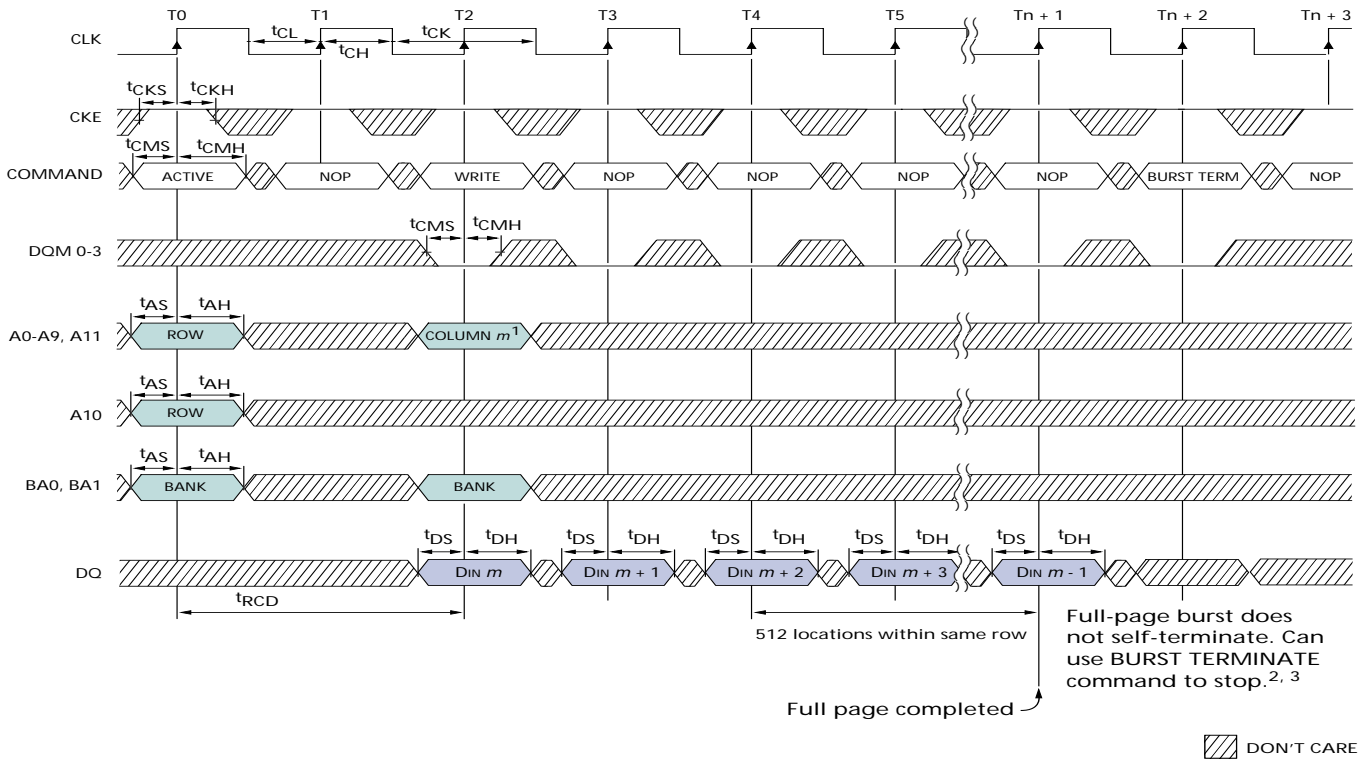 T0 T1 T2 T3 T4 T5 Tn + 1 Tn + 2 Tn + 3
CLK
tCL tCK
tCH
tCKS tCKH
CKE
tCMS tCMH
COMMAND ACTIVE NOP WRITE NOP NOP NOP NOP BURST TERM NOP
tCMS tCMH
DQM 0-3
tAS tAH
A0-A9, A11 ROW COLUMN m1
tAS tAH
A10 ROW
tAS tAH
BA0, BA1 BANK BANK
tDS tDH tDS tDH tDS tDH tDS tDH tDS tDH
DQ DIN m DIN m + 1 DIN m + 2 DIN m + 3 DIN m - 1
tRCD
512 locations within same row
Full-page burst does
not self-terminate. Can
use BURST TERMINATE
command to stop.2, 3
Full page completed
DON'T CARE